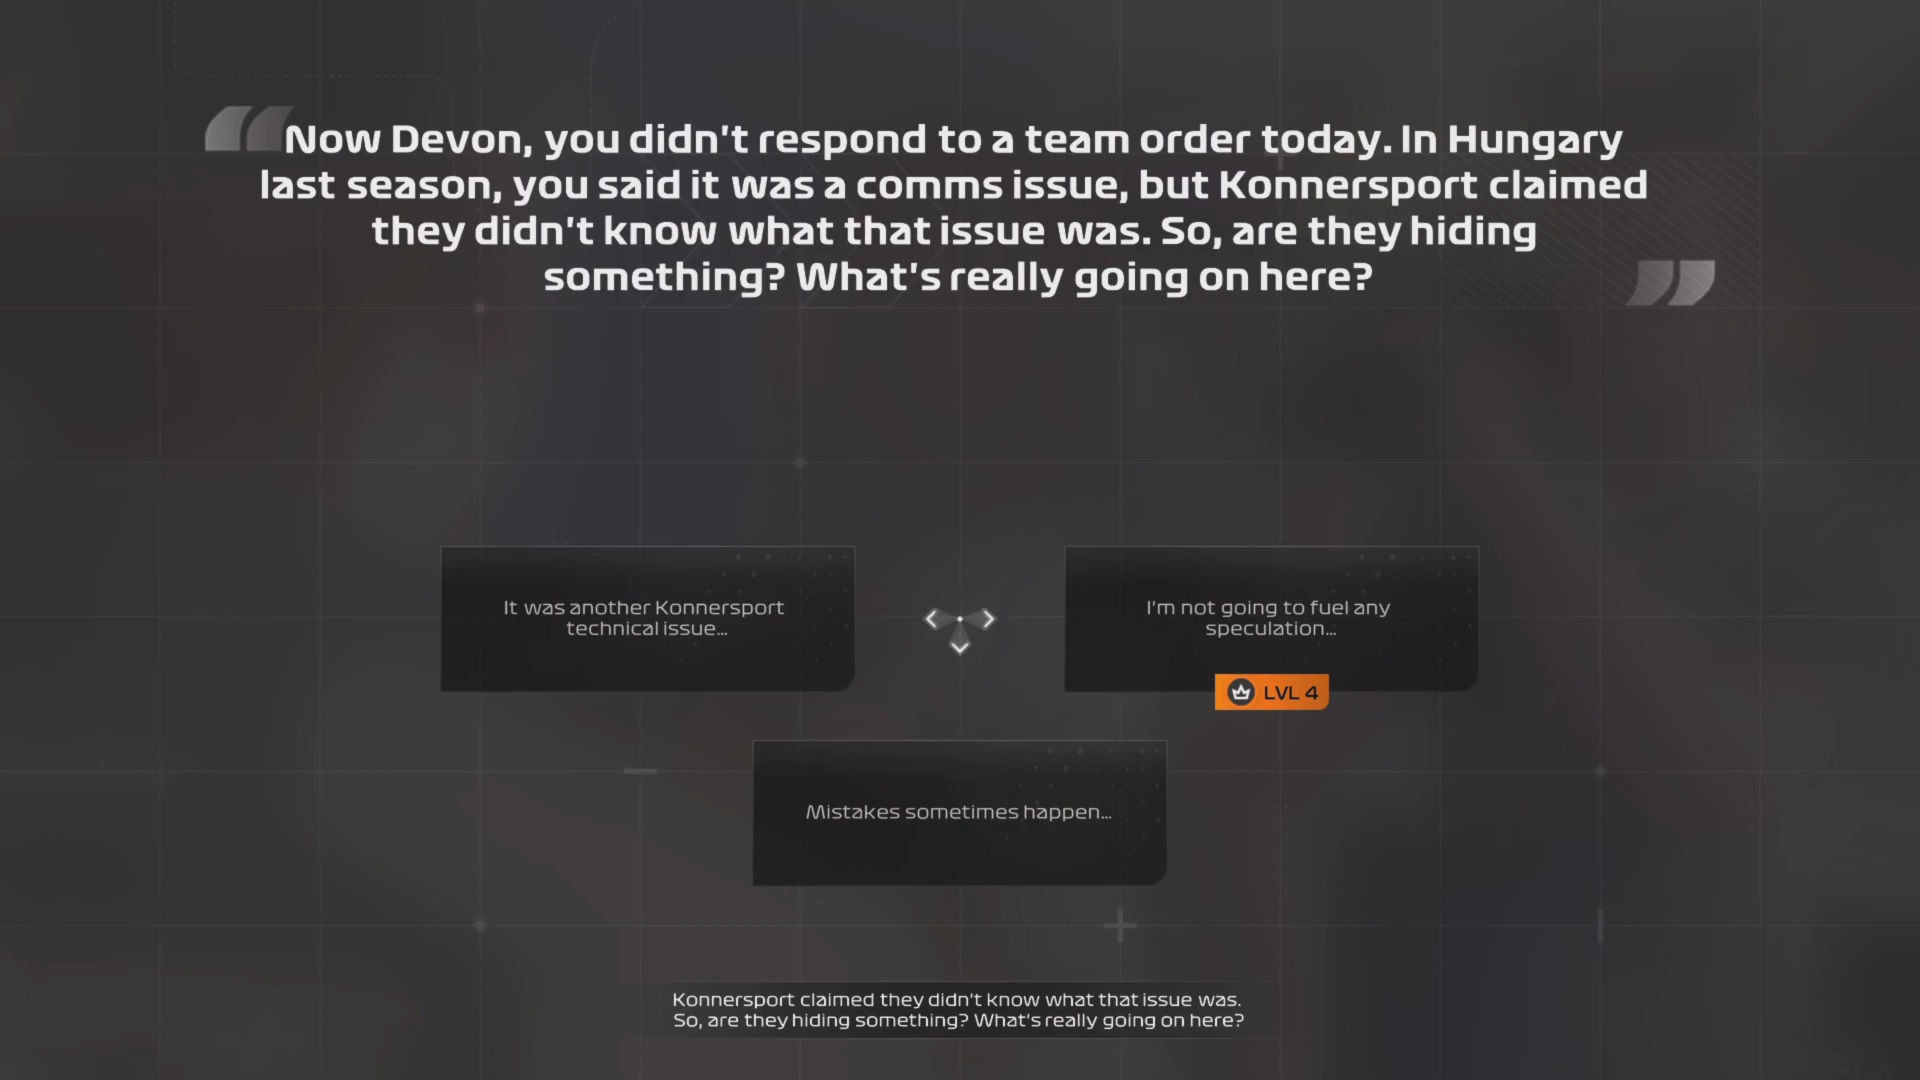 Now Devon, you didn't respond to a team order today. In Hungary
last season, you said it was a comms issue, but Konnersport claimed
they didn't know what that issue was. So, are they hiding
something? What's really going on here?
It was another Konnersport
technical issue...
I'm not going to fuel any
speculation...
LVL 4
Mistakes sometimes happen...
Konnersport claimed they didn't know what that issue was.
So, are they hiding something? What's really going on here?